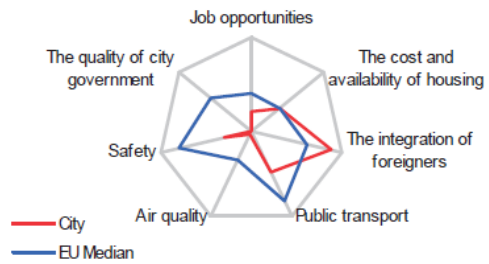 Job opportunities
The quality of city
government
The cost and
availability of housing
Safety
The integration of
foreigners
Air quality
Public transport
City
EU Median